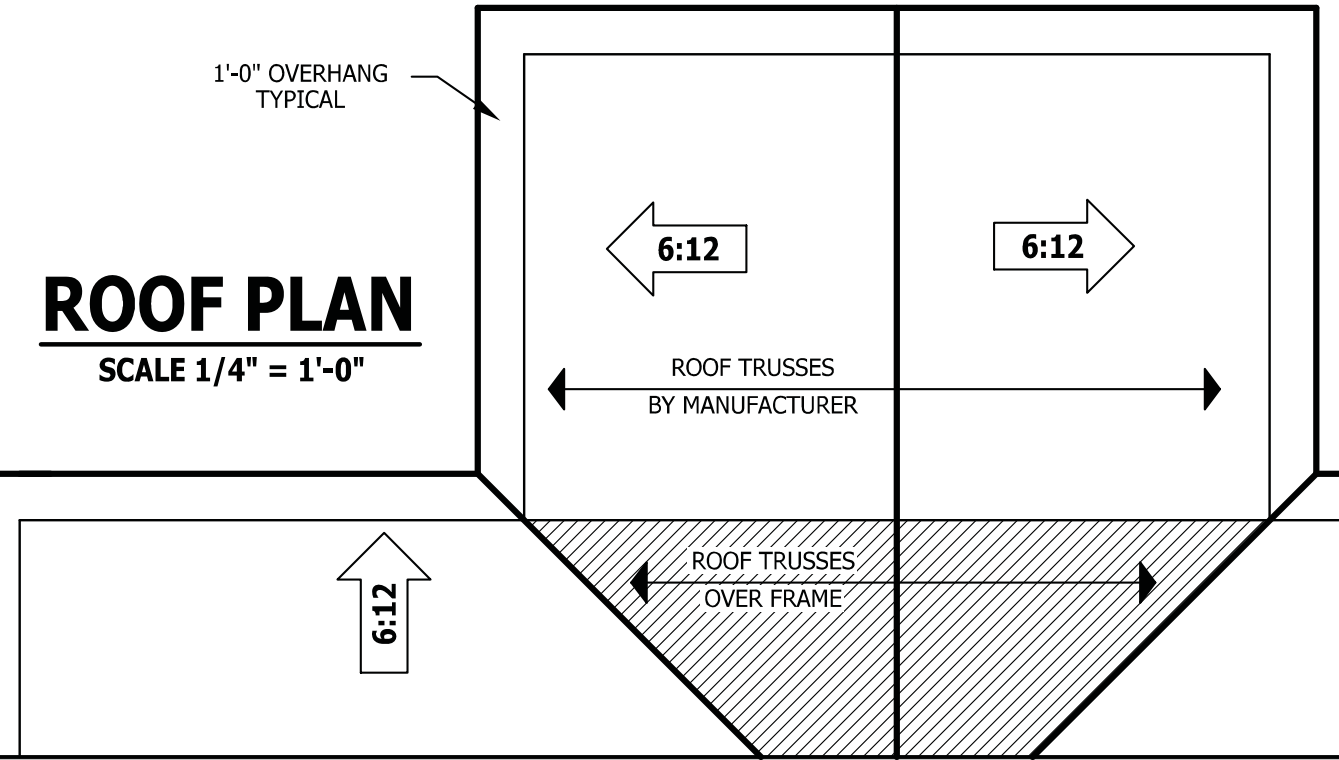 1'-0" OVERHANG
TYPICAL
6:12
6:12
ROOF PLAN
SCALE 1/4" = 1'-0"
ROOF TRUSSES
BY MANUFACTURER
ROOF TRUSSES
OVER FRAME
6:12